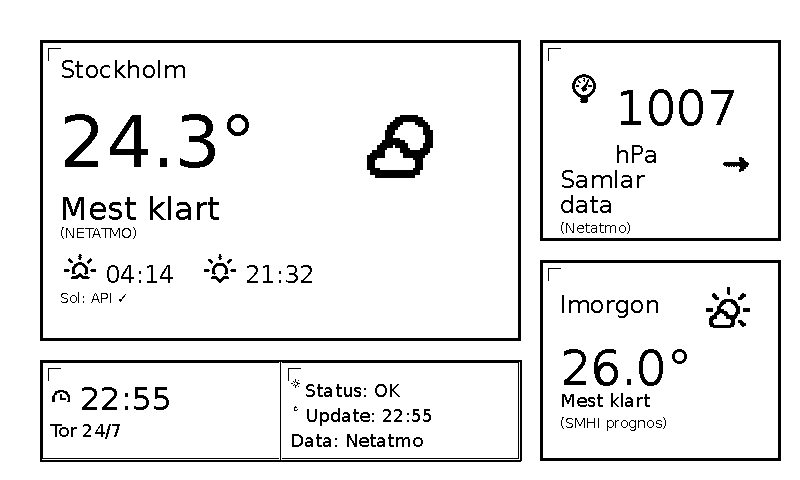 Stockholm
24.3°
Mest klart
(NETATMO)
04:14 21:32
Sol: API ✓
1007
hPa
Samlar
data
(Netatmo)
Imorgon
26.0°
Mest klart
(SMHI prognos)
22:55
Tor 24/7
Status: OK
Update: 22:55
Data: Netatmo